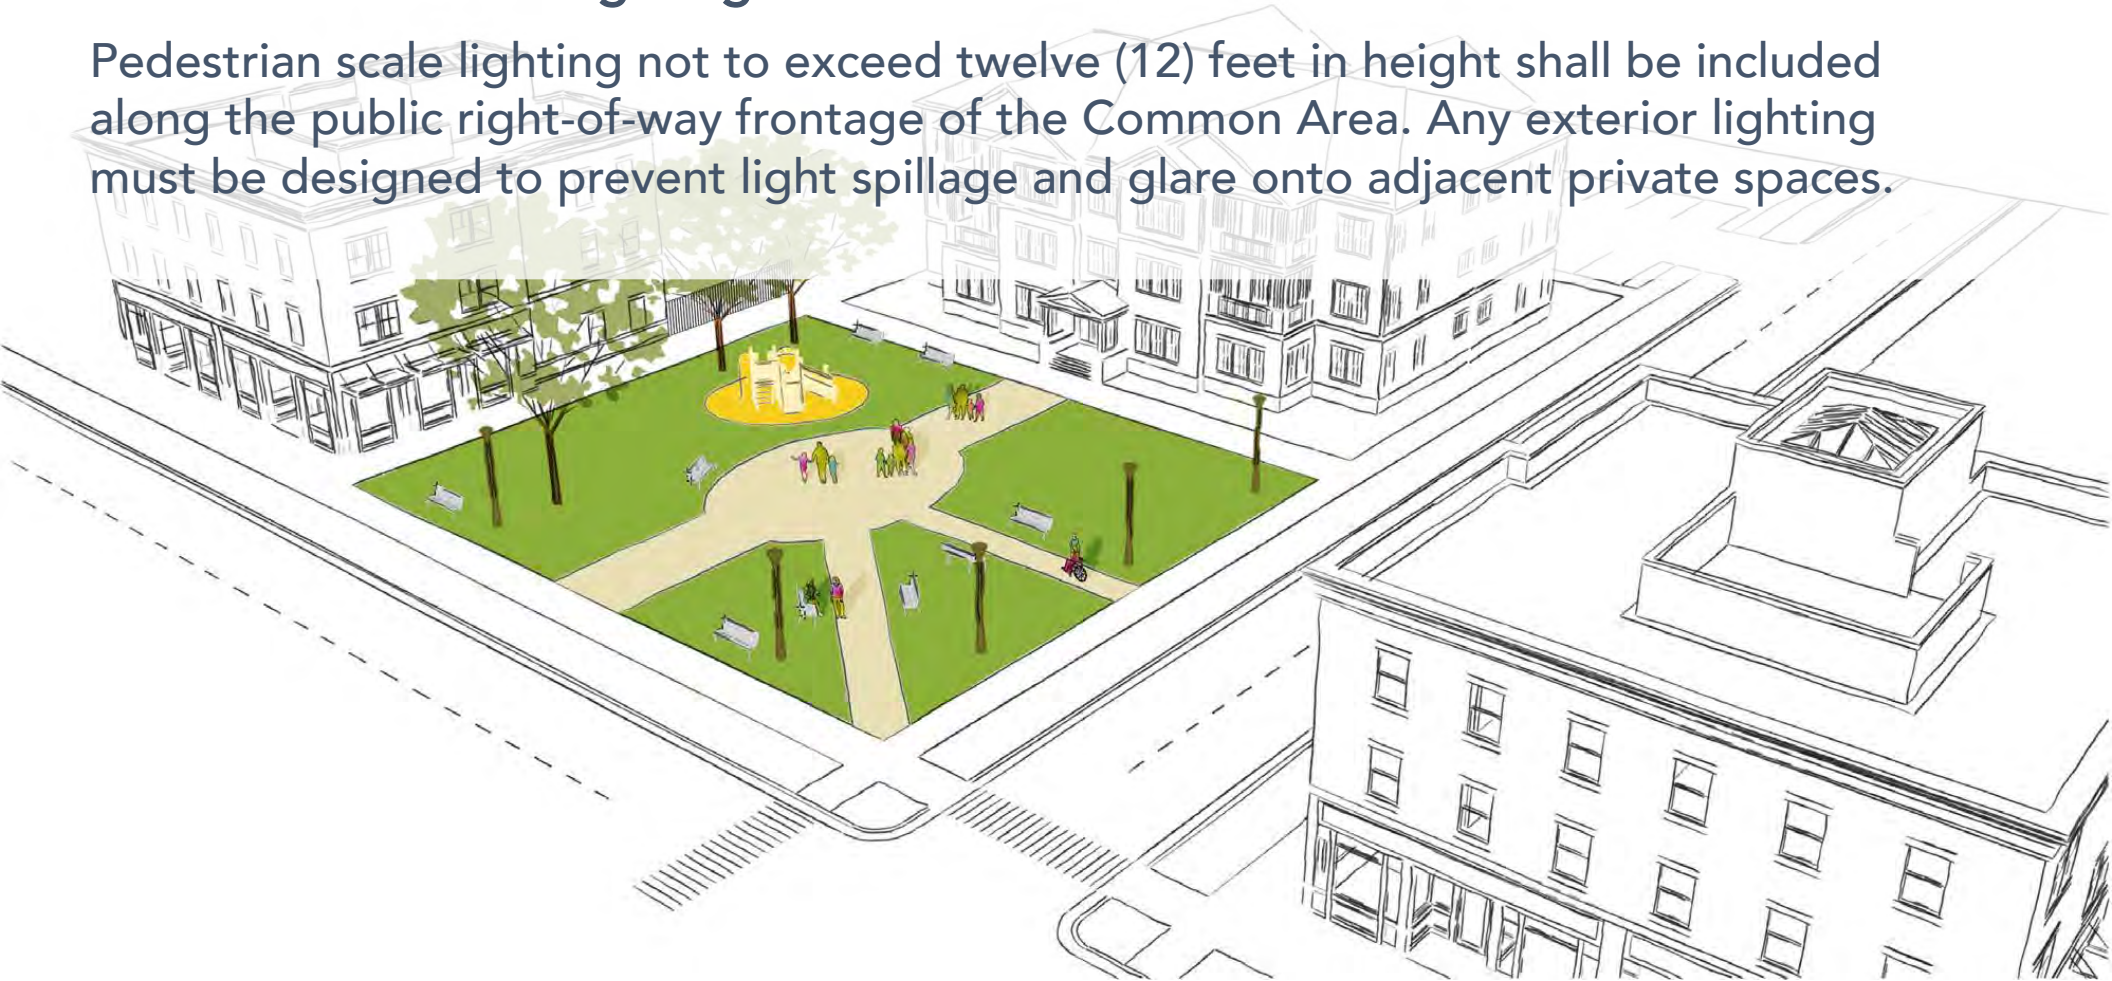 Pedestrian scale lighting not to exceed twelve (12) feet in height shall be included
along the public right-of-way frontage of the Common Area. Any exterior lighting
must be designed to prevent light spillage and glare onto adjacent private spaces.